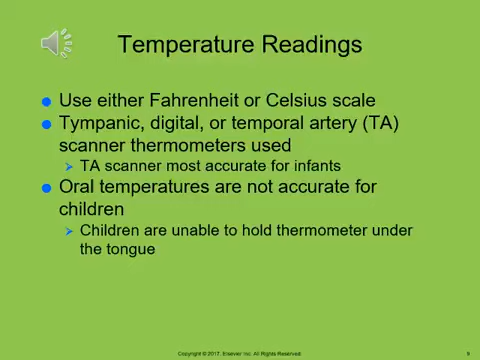 Temperature Readings
Use either Fahrenheit or Celsius scale
Tympanic, digital, or temporal artery (TA)
scanner thermometers used
TA scanner most accurate for infants
Oral temperatures are not accurate for
children
Children are unable to hold thermometer under
the tongue
Copyright © 2017, Elsevier Inc. All Rights Reserved.